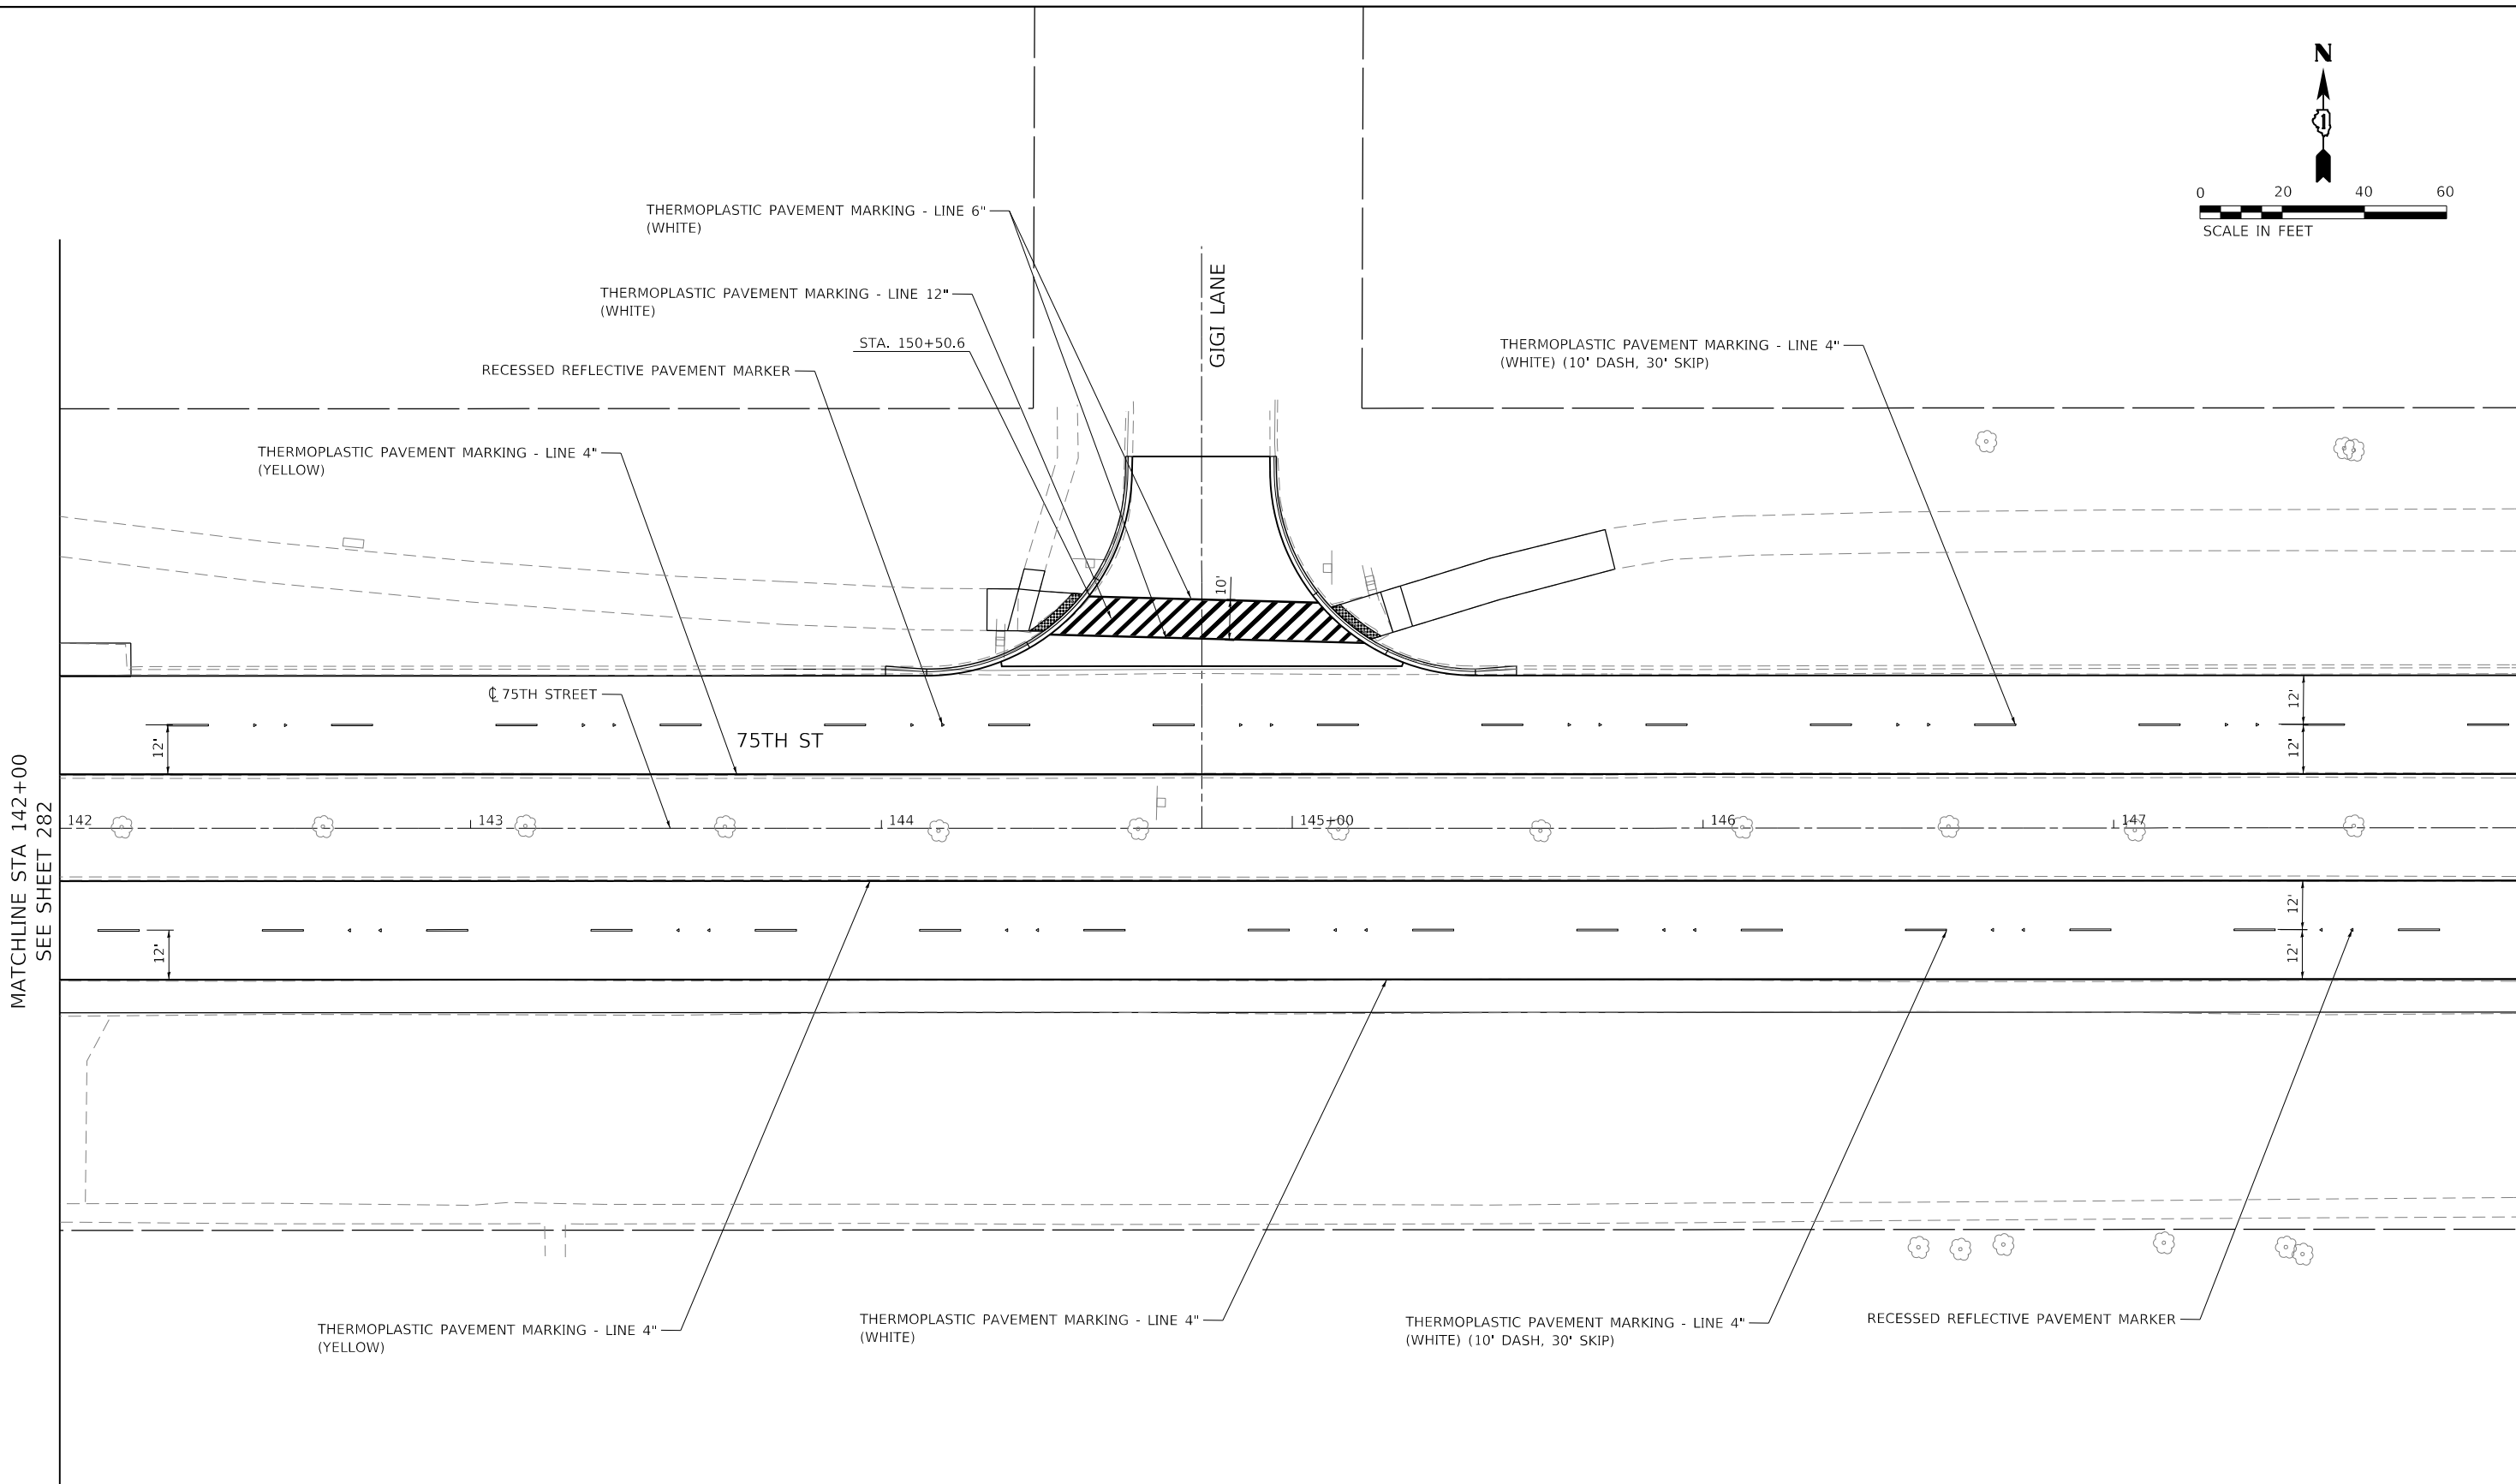 N
1
0 20 40 60
SCALE IN FEET
THERMOPLASTIC PAVEMENT MARKING - LINE 6"
(WHITE)
THERMOPLASTIC PAVEMENT MARKING - LINE 12"
(WHITE)
STA. 150+50.6
RECESSED REFLECTIVE PAVEMENT MARKER
GIGI LANE
THERMOPLASTIC PAVEMENT MARKING - LINE 4"
(WHITE) (10' DASH, 30' SKIP)
THERMOPLASTIC PAVEMENT MARKING - LINE 4"
(YELLOW)
10'
℄ 75TH STREET
12'
75TH ST
12'
12'
MATCHLINE STA 142+00
SEE SHEET 282
142 143 144 145+00 146 147
12'
12'
12'
THERMOPLASTIC PAVEMENT MARKING - LINE 4"
(YELLOW)
THERMOPLASTIC PAVEMENT MARKING - LINE 4"
(WHITE)
THERMOPLASTIC PAVEMENT MARKING - LINE 4"
(WHITE) (10' DASH, 30' SKIP)
RECESSED REFLECTIVE PAVEMENT MARKER